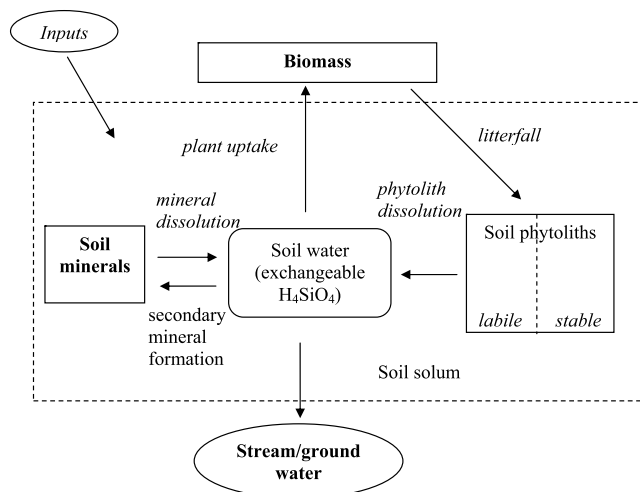 Inputs
Biomass
plant uptake
litterfall
mineral
dissolution
phytolith
dissolution
Soil
minerals
Soil water
(exchangeable
H₄SiO₄)
Soil phytoliths
labile
stable
secondary
mineral
formation
Soil solum
Stream/ground
water